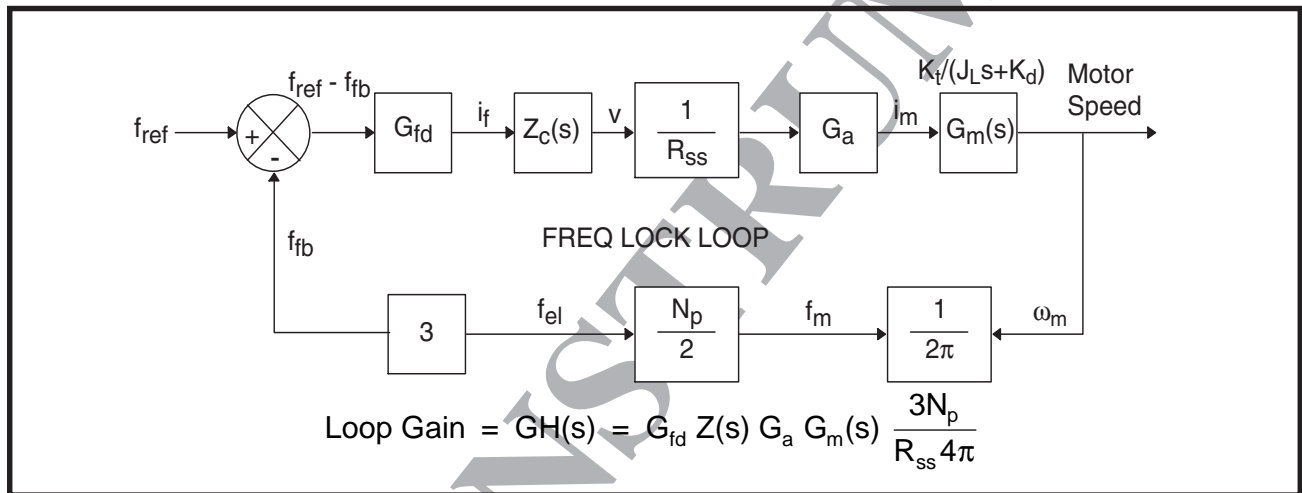 f_ref
+
-
f_ref - f_fb
G_fd
i_f
Z_c(s)
v
1
R_ss
G_a
i_m
K_t/(J_Ls+K_d)
G_m(s)
Motor
Speed
f_fb
FREQ LOCK LOOP
3
f_el
N_p
2
f_m
1
2π
ω_m
Loop Gain = GH(s) = G_fd Z(s) G_a G_m(s) 3N_p / R_ss 4π
NSTRUM